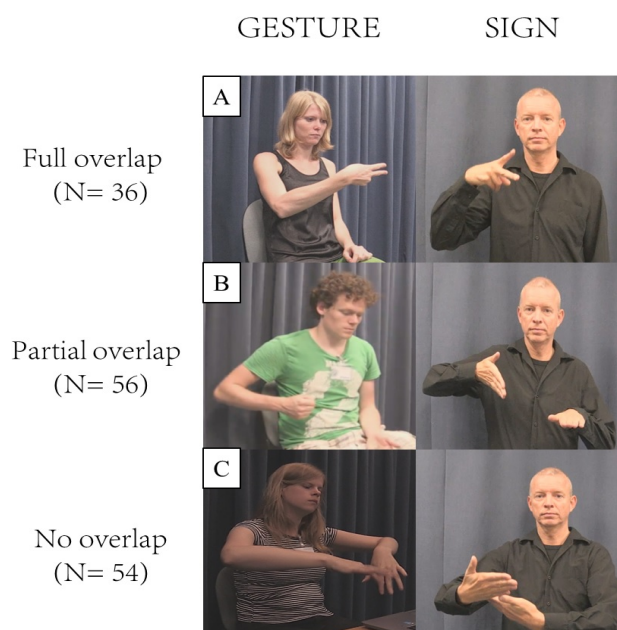 GESTURE SIGN
A
Full overlap
(N= 36)
B
Partial overlap
(N= 56)
C
No overlap
(N= 54)